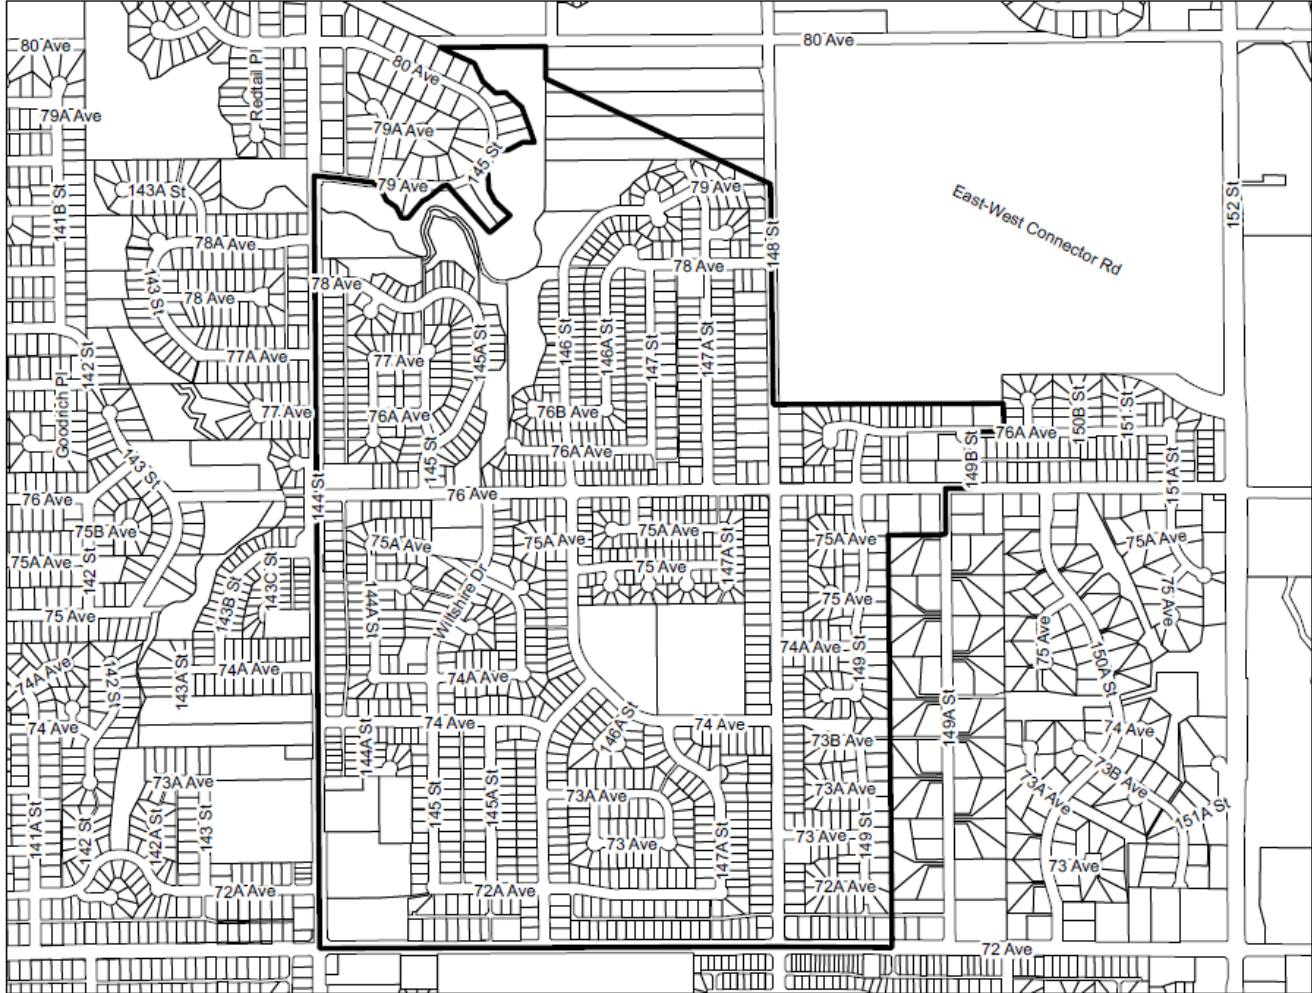 80 Ave
80 Ave
80 Ave
Redtail Pl
79A Ave
79A Ave
145 St
79 Ave
79 Ave
143A St
141B St
152 St
East-West Connector Rd
78A Ave
148 St
78 Ave
78 Ave
78 Ave
143 St
146 St
146A St
147 St
147A St
145A St
77A Ave
77 Ave
142 St
Goodrich Pl
77 Ave
76A Ave
76B Ave
150B St
151 St
76A Ave
145 St
76A Ave
149B St
143 St
151A St
144 St
76 Ave
76 Ave
75B Ave
75A Ave
75A Ave
75A Ave
75A Ave
75A Ave
75A Ave
147A St
142 St
143C St
75 Ave
75 Ave
143B St
144A St
Wiltshire Dr
75 Ave
75 Ave
75 Ave
74A Ave
149 St
150A St
74A Ave
142 St
143A St
74A Ave
74A Ave
149A St
146A St
74 Ave
74 Ave
74 Ave
74 Ave
144A St
73B Ave
73B Ave
73A Ave
73A Ave
73A Ave
73A Ave
145 St
145A St
151A St
141A St
142 St
142A St
143 St
73 Ave
73 Ave
149 St
147A St
73 Ave
72A Ave
72A Ave
72A Ave
72 Ave